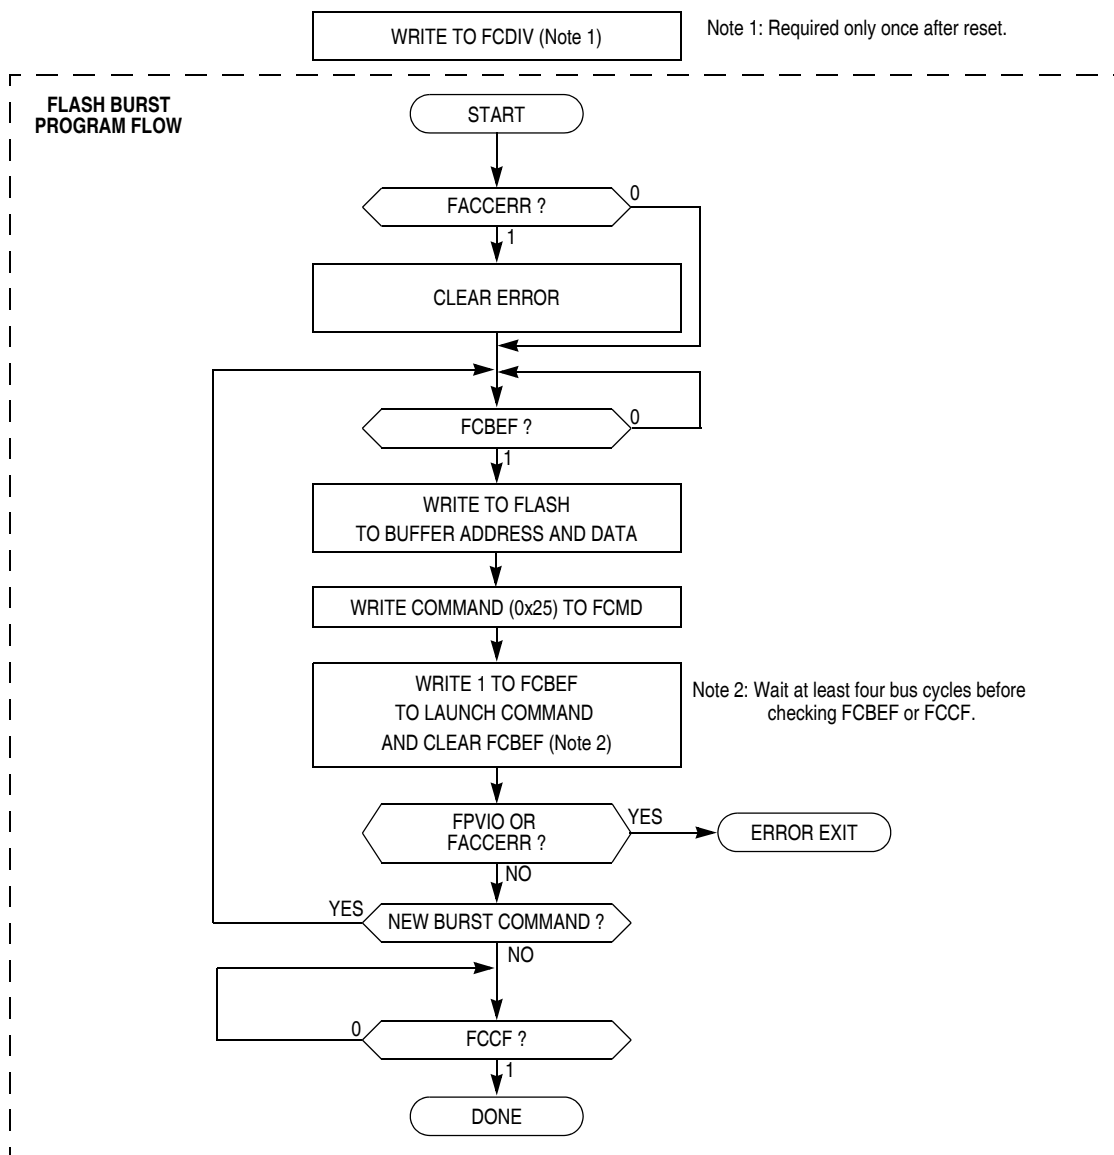 WRITE TO FCDIV (Note 1)
Note 1: Required only once after reset.
FLASH BURST
PROGRAM FLOW
START
FACCERR ?
0
1
CLEAR ERROR
FCBEF ?
0
1
WRITE TO FLASH
TO BUFFER ADDRESS AND DATA
WRITE COMMAND (0x25) TO FCMD
WRITE 1 TO FCBEF
TO LAUNCH COMMAND
AND CLEAR FCBEF (Note 2)
Note 2: Wait at least four bus cycles before
checking FCBEF or FCCF.
FPVIO OR
FACCERR ?
YES
ERROR EXIT
NO
YES
NEW BURST COMMAND ?
NO
0
FCCF ?
1
DONE